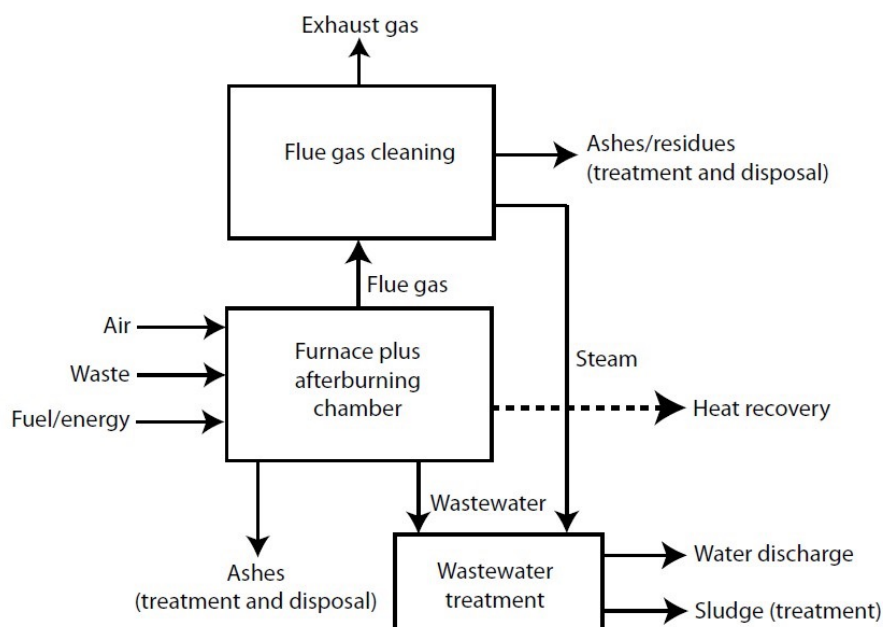 Exhaust gas
Flue gas cleaning
Ashes/residues
(treatment and disposal)
Flue gas
Air
Waste
Fuel/energy
Furnace plus
afterburning
chamber
Steam
Heat recovery
Wastewater
Ashes
(treatment and disposal)
Wastewater
treatment
Water discharge
Sludge (treatment)